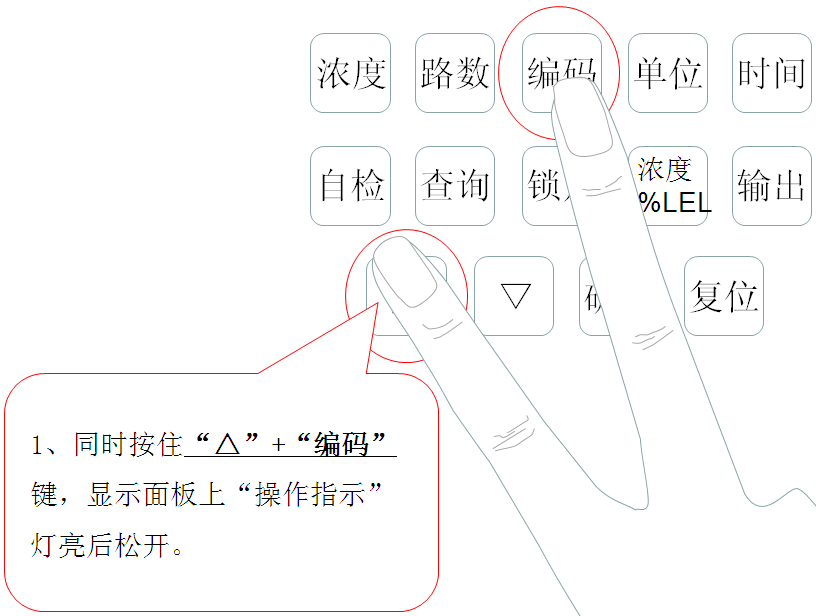 浓度 路数 编码 单位 时间
自检 查询 锁 浓度 输出
%LEL
▽ 复位
1、同时按住“△”+“编码”
键，显示面板上“操作指示”
灯亮后松开。